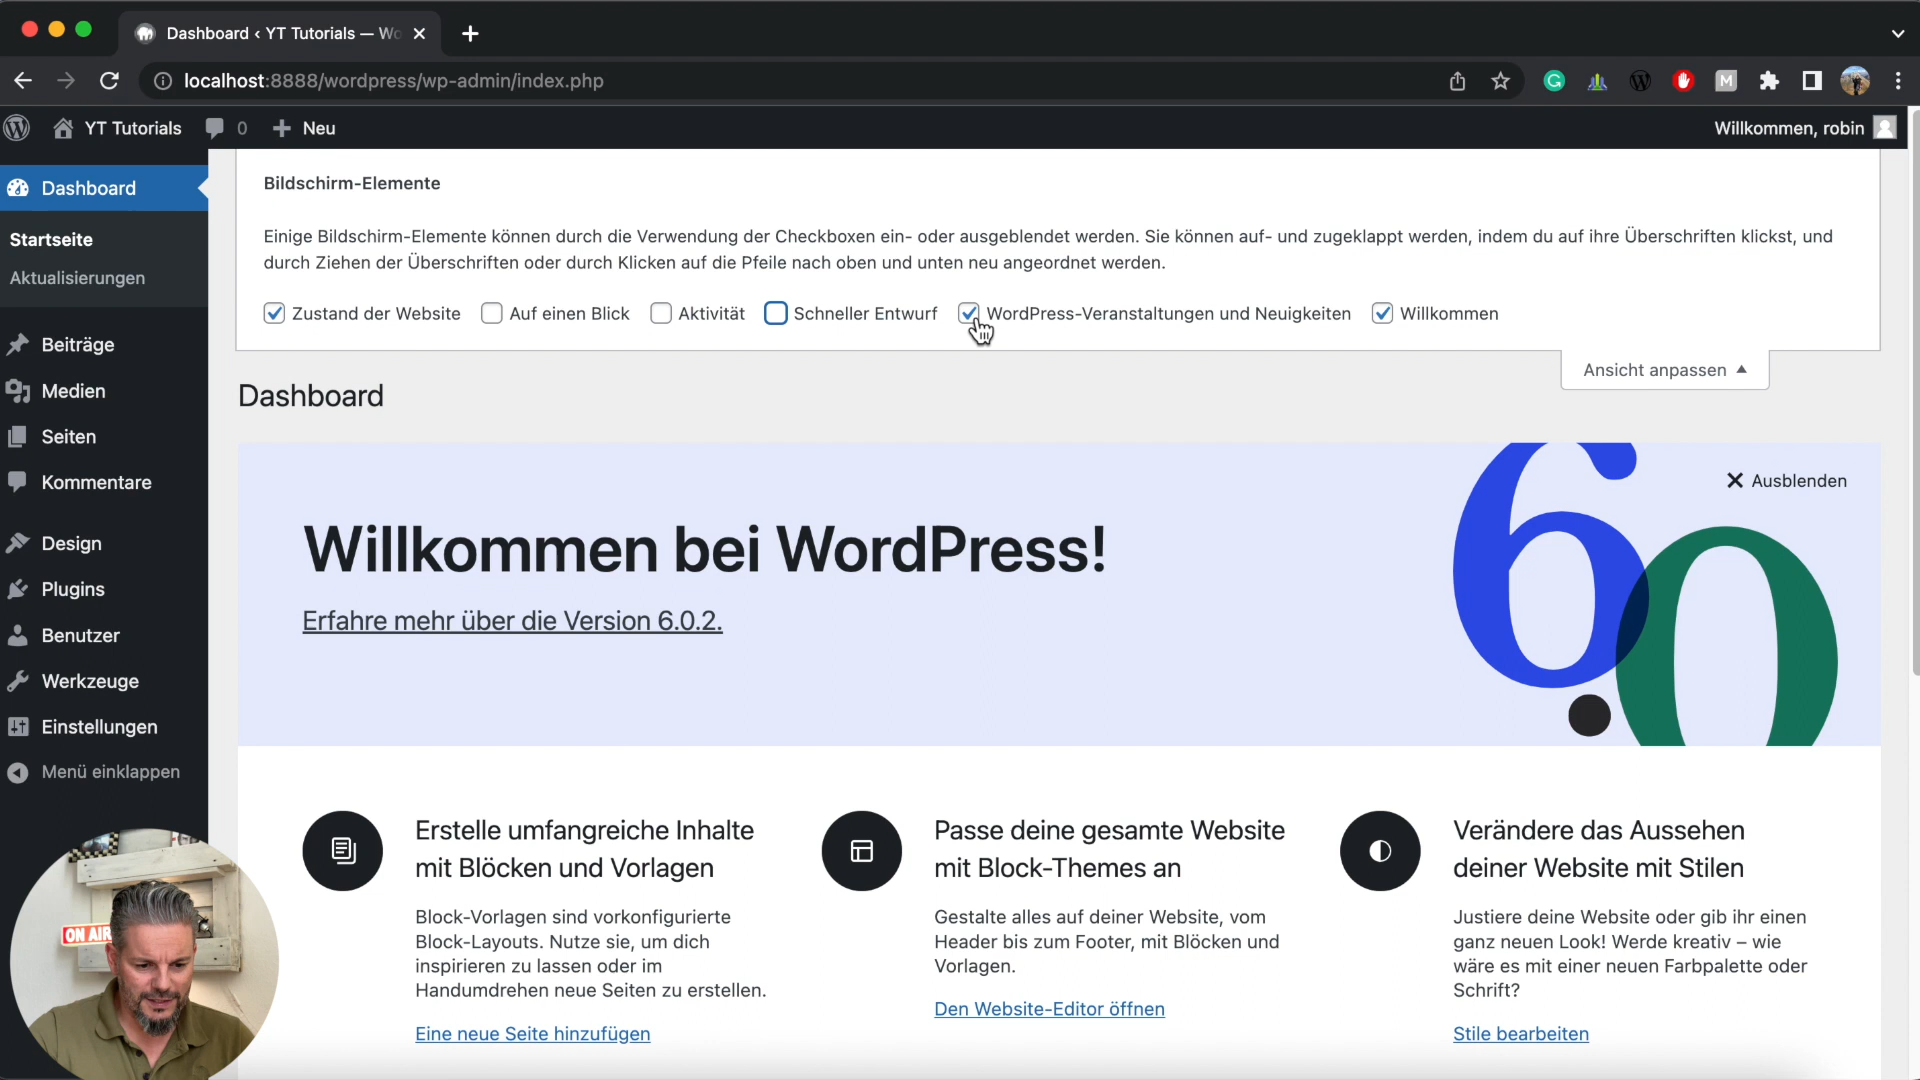 Dashboard ‹ YT Tutorials — Wo
localhost:8888/wordpress/wp-admin/index.php
YT Tutorials 0 Neu
Willkommen, robin
Dashboard
Startseite
Aktualisierungen
Beiträge
Medien
Seiten
Kommentare
Design
Plugins
Benutzer
Werkzeuge
Einstellungen
Menü einklappen
Bildschirm-Elemente
Einige Bildschirm-Elemente können durch die Verwendung der Checkboxen ein- oder ausgeblendet werden. Sie können auf- und zugeklappt werden, indem du auf ihre Überschriften klickst, und
durch Ziehen der Überschriften oder durch Klicken auf die Pfeile nach oben und unten neu angeordnet werden.
Zustand der Website Auf einen Blick Aktivität Schneller Entwurf WordPress-Veranstaltungen und Neuigkeiten Willkommen
Ansicht anpassen
Dashboard
Ausblenden
Willkommen bei WordPress!
Erfahre mehr über die Version 6.0.2.
6.0
Erstelle umfangreiche Inhalte
mit Blöcken und Vorlagen
Block-Vorlagen sind vorkonfigurierte
Block-Layouts. Nutze sie, um dich
inspirieren zu lassen oder im
Handumdrehen neue Seiten zu erstellen.
Eine neue Seite hinzufügen
Passe deine gesamte Website
mit Block-Themes an
Gestalte alles auf deiner Website, vom
Header bis zum Footer, mit Blöcken und
Vorlagen.
Den Website-Editor öffnen
Verändere das Aussehen
deiner Website mit Stilen
Justiere deine Website oder gib ihr einen
ganz neuen Look! Werde kreativ – wie
wäre es mit einer neuen Farbpalette oder
Schrift?
Stile bearbeiten
ON AIR